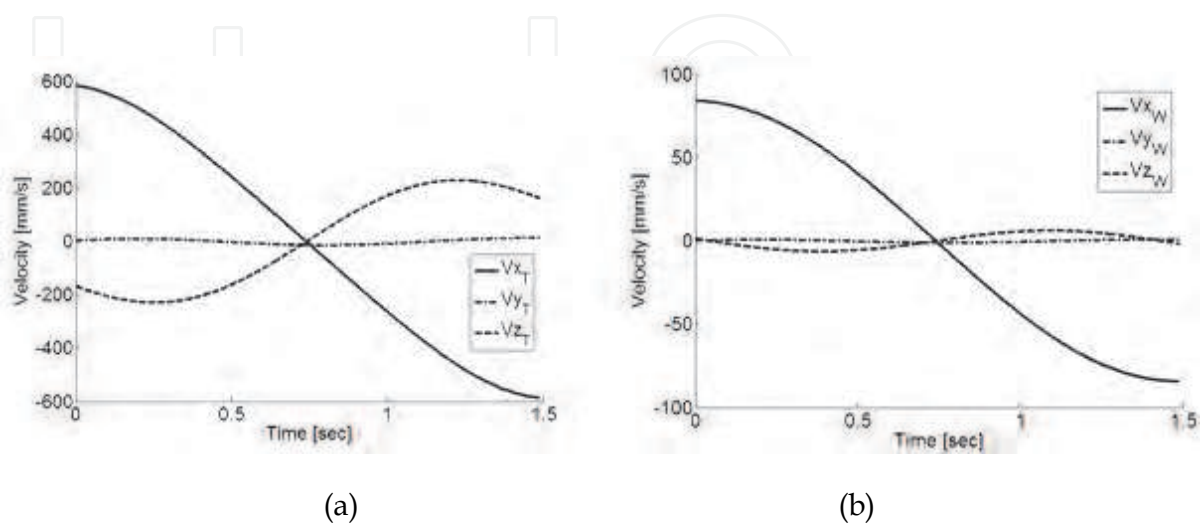 600
400
200
0
-200
-400
-600
Velocity [mm/s]
0
0.5
1
1.5
Time [sec]
Vx_T
Vy_T
Vz_T
(a)
100
50
0
-50
-100
Velocity [mm/s]
0
0.5
1
1.5
Time [sec]
Vx_W
Vy_W
Vz_W
(b)